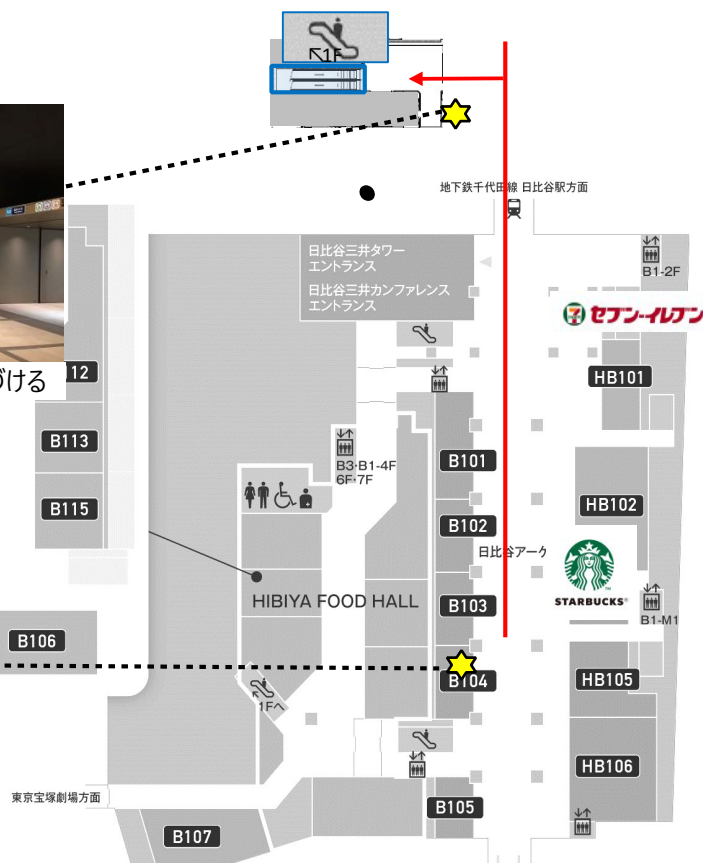 ↖1F
地下鉄千代田線 日比谷駅方面
日比谷三井タワー
エントランス
日比谷三井カンファレンス
エントランス
B1-2F
セブン-イレブン
づける
112
HB101
B113
B3・B1-4F
6F・7F
B101
B115
HB102
B102
日比谷アーク
STARBUCKS
HIBIYA FOOD HALL
B103
B1-M1
B106
B104
HB105
↖1Fへ
HB106
東京宝塚劇場方面
B105
B107